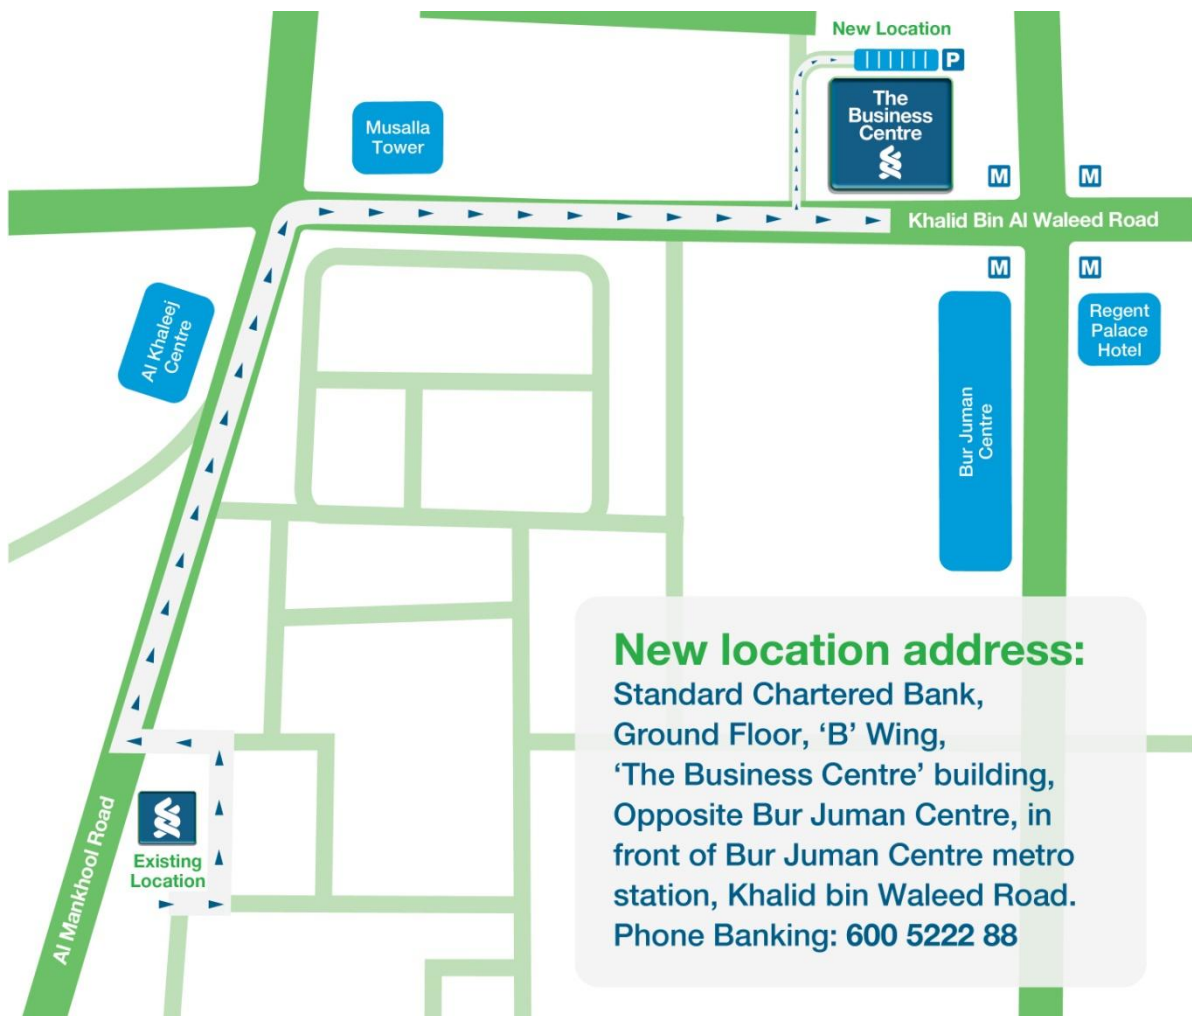 New Location
P
The
Business
Centre
Musalla
Tower
M
M
Khalid Bin Al Waleed Road
M
M
Al Khaleej
Centre
Regent
Palace
Hotel
Bur Juman
Centre
Existing
Location
Al Mankhool Road
New location address:
Standard Chartered Bank,
Ground Floor, ‘B’ Wing,
‘The Business Centre’ building,
Opposite Bur Juman Centre, in
front of Bur Juman Centre metro
station, Khalid bin Waleed Road.
Phone Banking: 600 5222 88